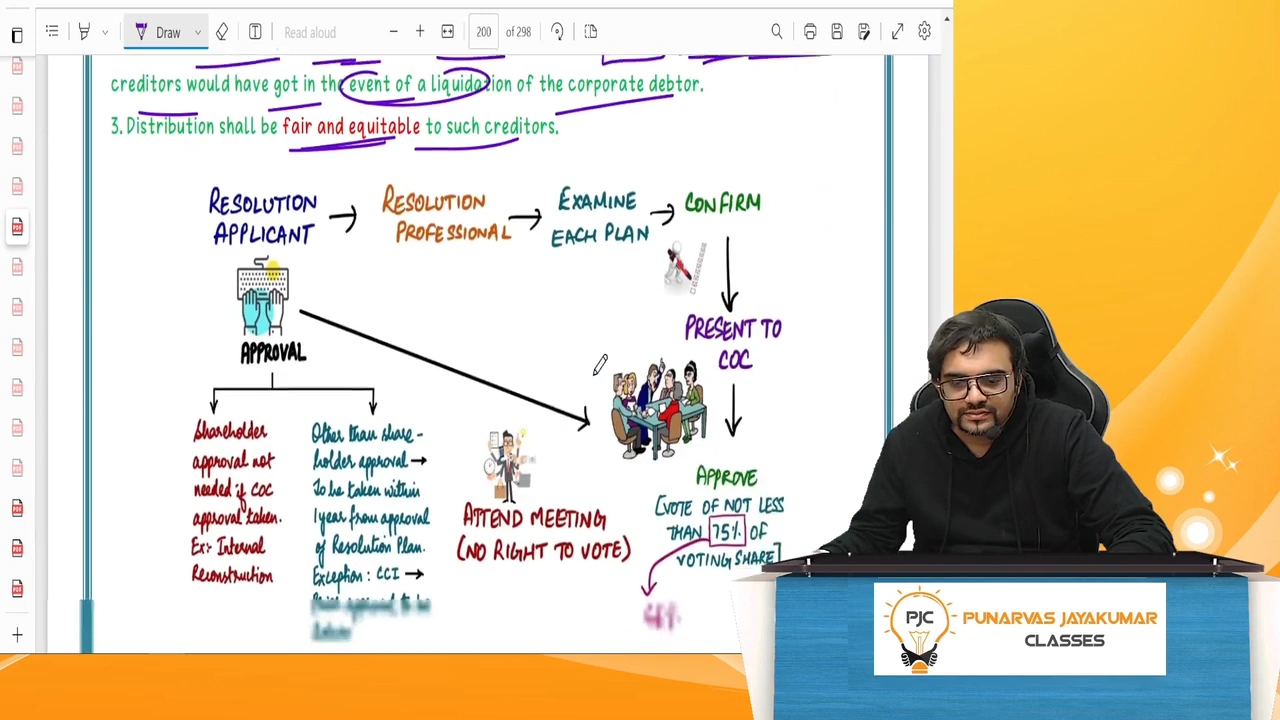 Draw
Read aloud
200 of 298
creditors would have got in the event of a liquidation of the corporate debtor.
3. Distribution shall be fair and equitable to such creditors.
RESOLUTION
APPLICANT
RESOLUTION
PROFESSIONAL
EXAMINE
EACH PLAN
CONFIRM
PRESENT TO
COC
APPROVAL
Shareholder
approval not
needed if COC
approval taken.
Ex:- Internal
Reconstruction
Other than share-
holder approval →
To be taken within
1 year from approval
of Resolution Plan.
Exception : CCI →
ATTEND MEETING
(NO RIGHT TO VOTE)
APPROVE
[VOTE OF NOT LESS
THAN 75% OF
VOTING SHARE]
PJC
PUNARVAS JAYAKUMAR
CLASSES